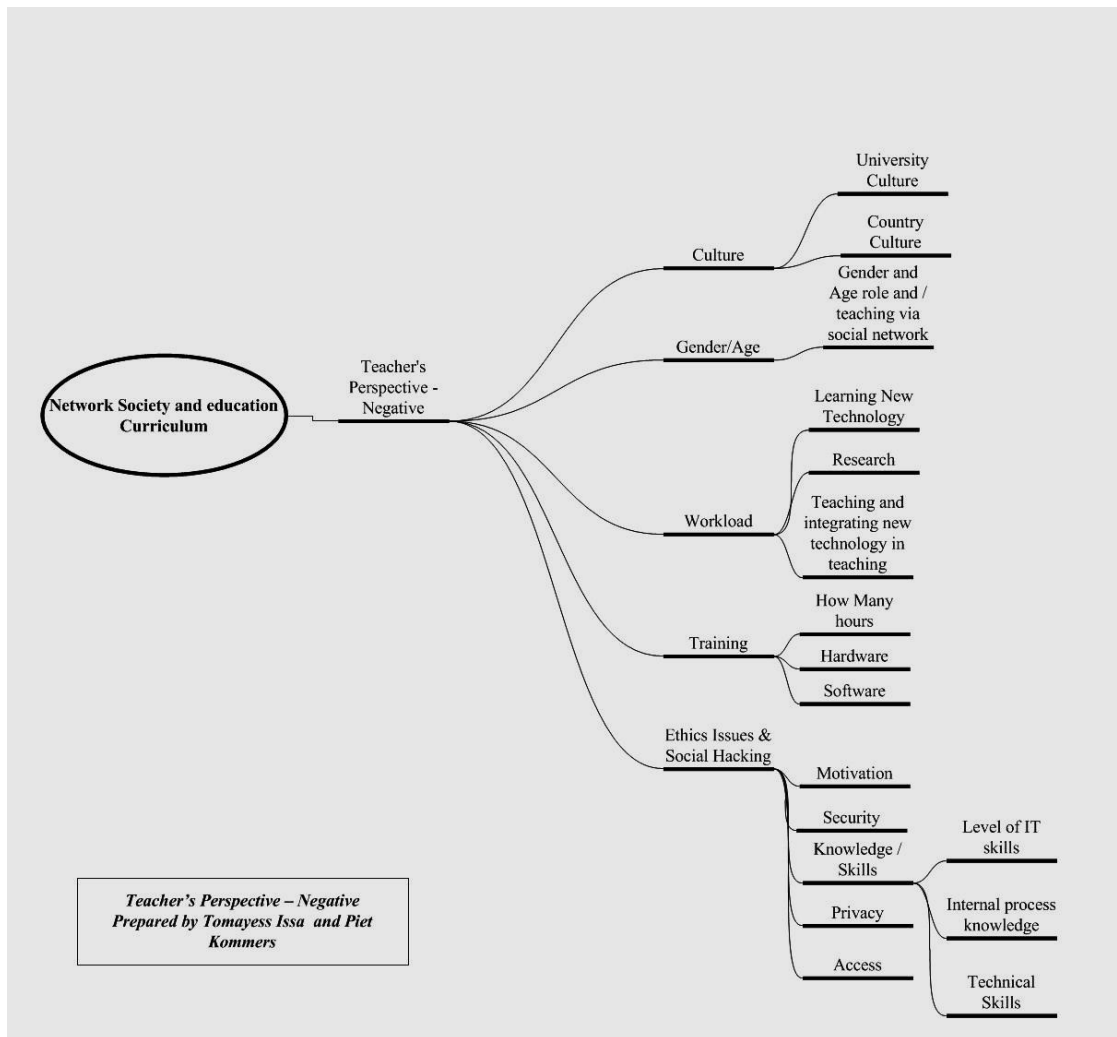 Network Society and education
Curriculum
Teacher's
Perspective -
Negative
Culture
University
Culture
Country
Culture
Gender/Age
Gender and
Age role and /
teaching via
social network
Workload
Learning New
Technology
Research
Teaching and
integrating new
technology in
teaching
Training
How Many
hours
Hardware
Software
Ethics Issues &
Social Hacking
Motivation
Security
Knowledge /
Skills
Level of IT
skills
Internal process
knowledge
Technical
Skills
Privacy
Access
Teacher’s Perspective – Negative
Prepared by Tomayess Issa and Piet
Kommers